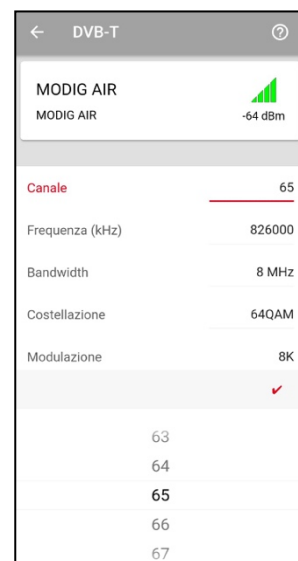 DVB-T
MODIG AIR
MODIG AIR
-64 dBm
Canale 65
Frequenza (kHz) 826000
Bandwidth 8 MHz
Costellazione 64QAM
Modulazione 8K
63
64
65
66
67